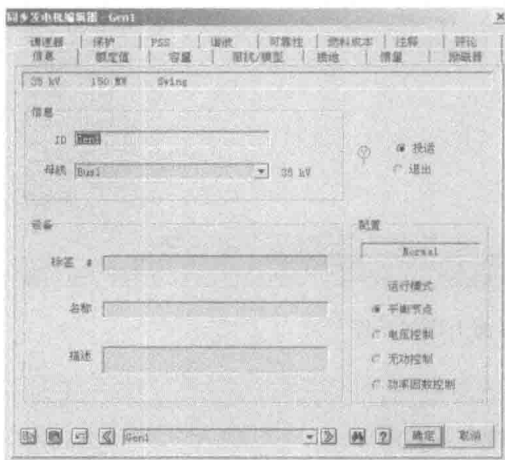 同步发电机编辑器 - Gen1
调速器 保护 PSS 谐波 可靠性 燃料成本 注释 评论
信息 额定值 容量 阻抗/模型 接地 惯量 励磁器
35 kV 150 MW Swing
信息
ID Gen1
母线 Bus1 35 kV
投运
退出
设备
配置
标签 #
Normal
名称
运行模式
平衡节点
描述
电压控制
无功控制
功率因数控制
Gen1 ? 确定 取消